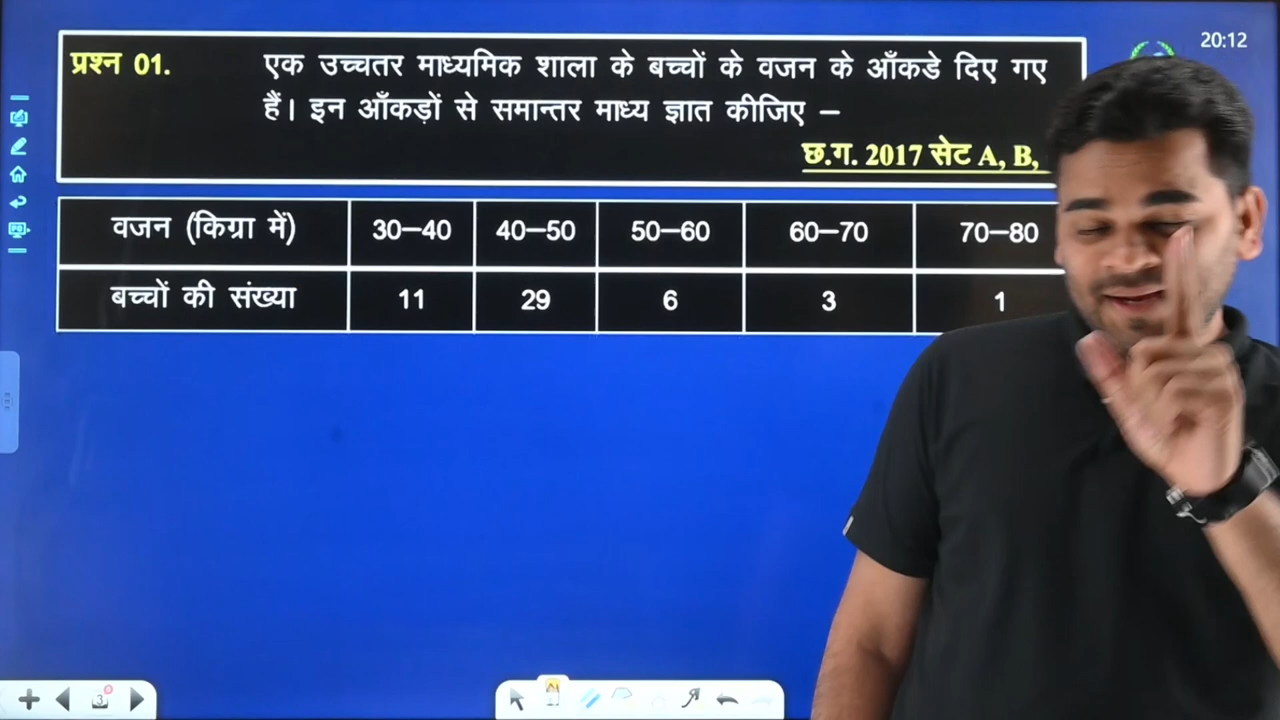 20:12
प्रश्न 01. एक उच्चतर माध्यमिक शाला के बच्चों के वजन के आँकडे दिए गए
हैं। इन आँकड़ों से समान्तर माध्य ज्ञात कीजिए –
छ.ग. 2017 सेट A, B,
वजन (किग्रा में) 30–40 40–50 50–60 60–70 70–80
बच्चों की संख्या 11 29 6 3 1
3